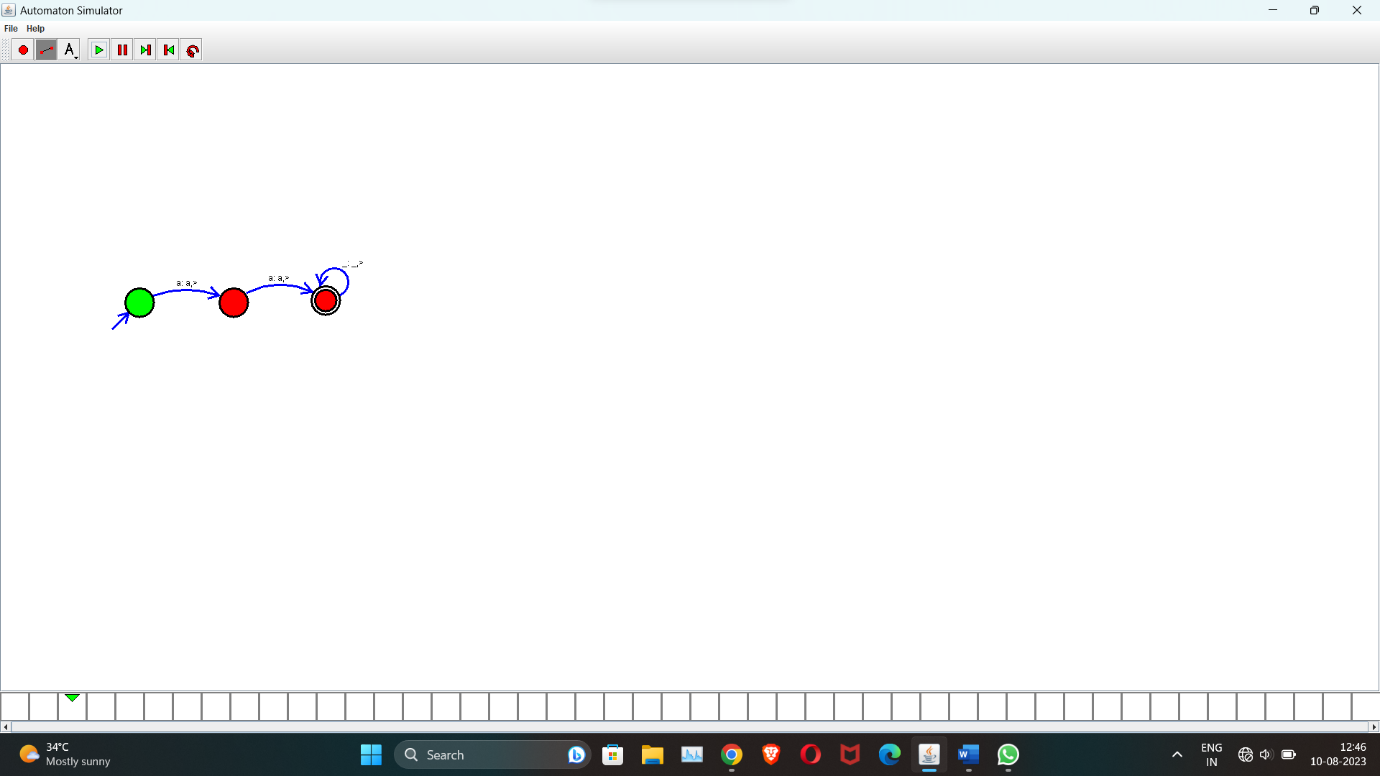 Automaton Simulator
File Help
A
a: a,>
a: a,>
_: _,>
34°C
Mostly sunny
Search
W
ENG
IN
12:46
10-08-2023